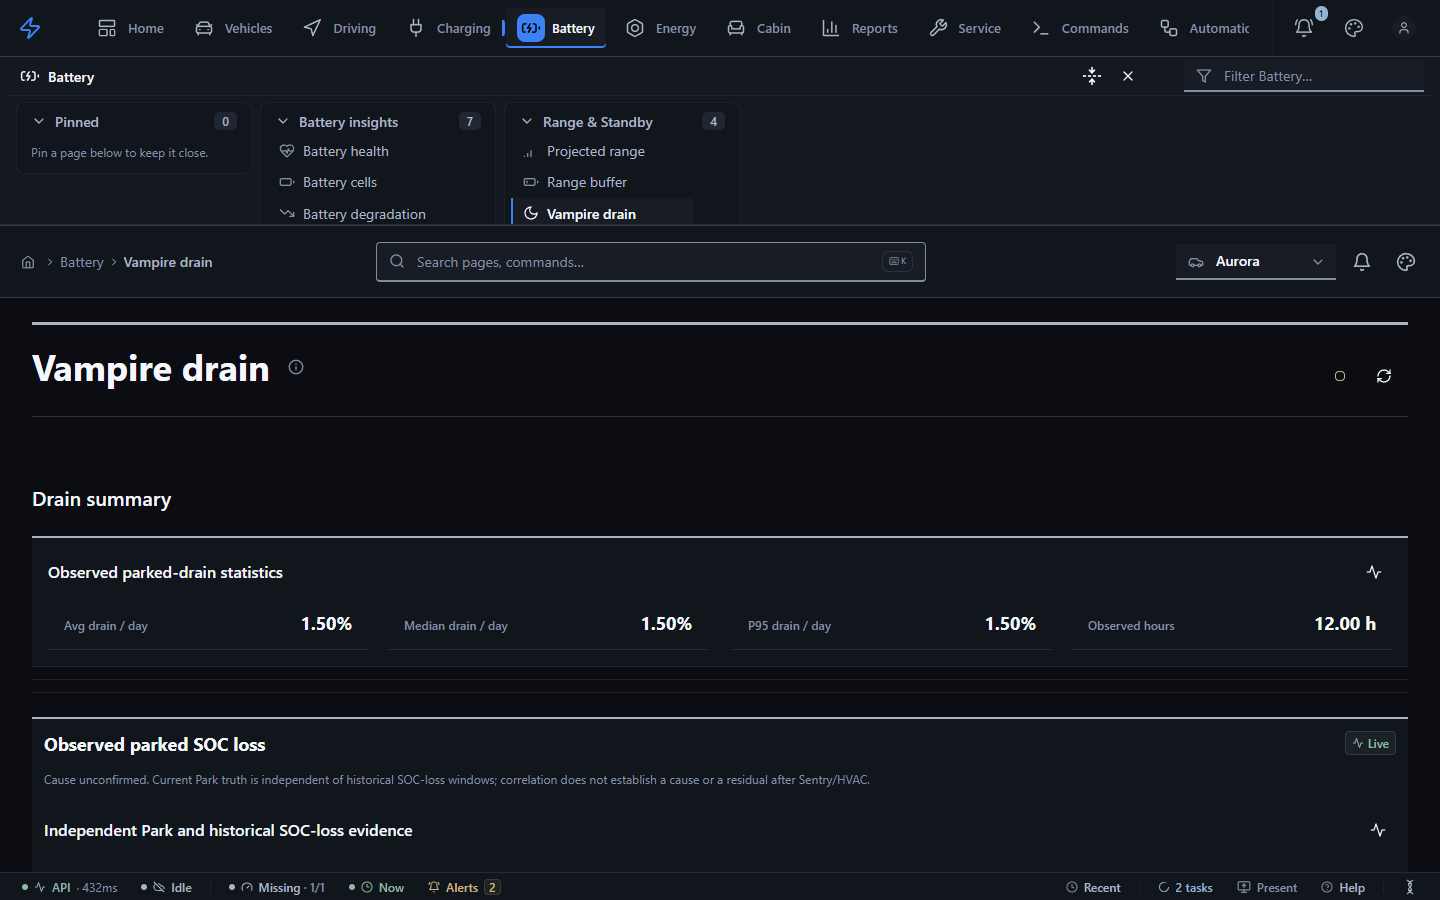 Home
Vehicles
Driving
Charging
Battery
Energy
Cabin
Reports
Service
Commands
Automatic
1
Battery
Filter Battery...
Pinned 0
Pin a page below to keep it close.
Battery insights 7
Battery health
Battery cells
Battery degradation
Range & Standby 4
Projected range
Range buffer
Vampire drain
Battery > Vampire drain
Search pages, commands...
K
Aurora
Vampire drain
Drain summary
Observed parked-drain statistics
Avg drain / day 1.50%
Median drain / day 1.50%
P95 drain / day 1.50%
Observed hours 12.00 h
Observed parked SOC loss
Live
Cause unconfirmed. Current Park truth is independent of historical SOC-loss windows; correlation does not establish a cause or a residual after Sentry/HVAC.
Independent Park and historical SOC-loss evidence
API · 432ms
Idle
Missing · 1/1
Now
Alerts 2
Recent
2 tasks
Present
Help